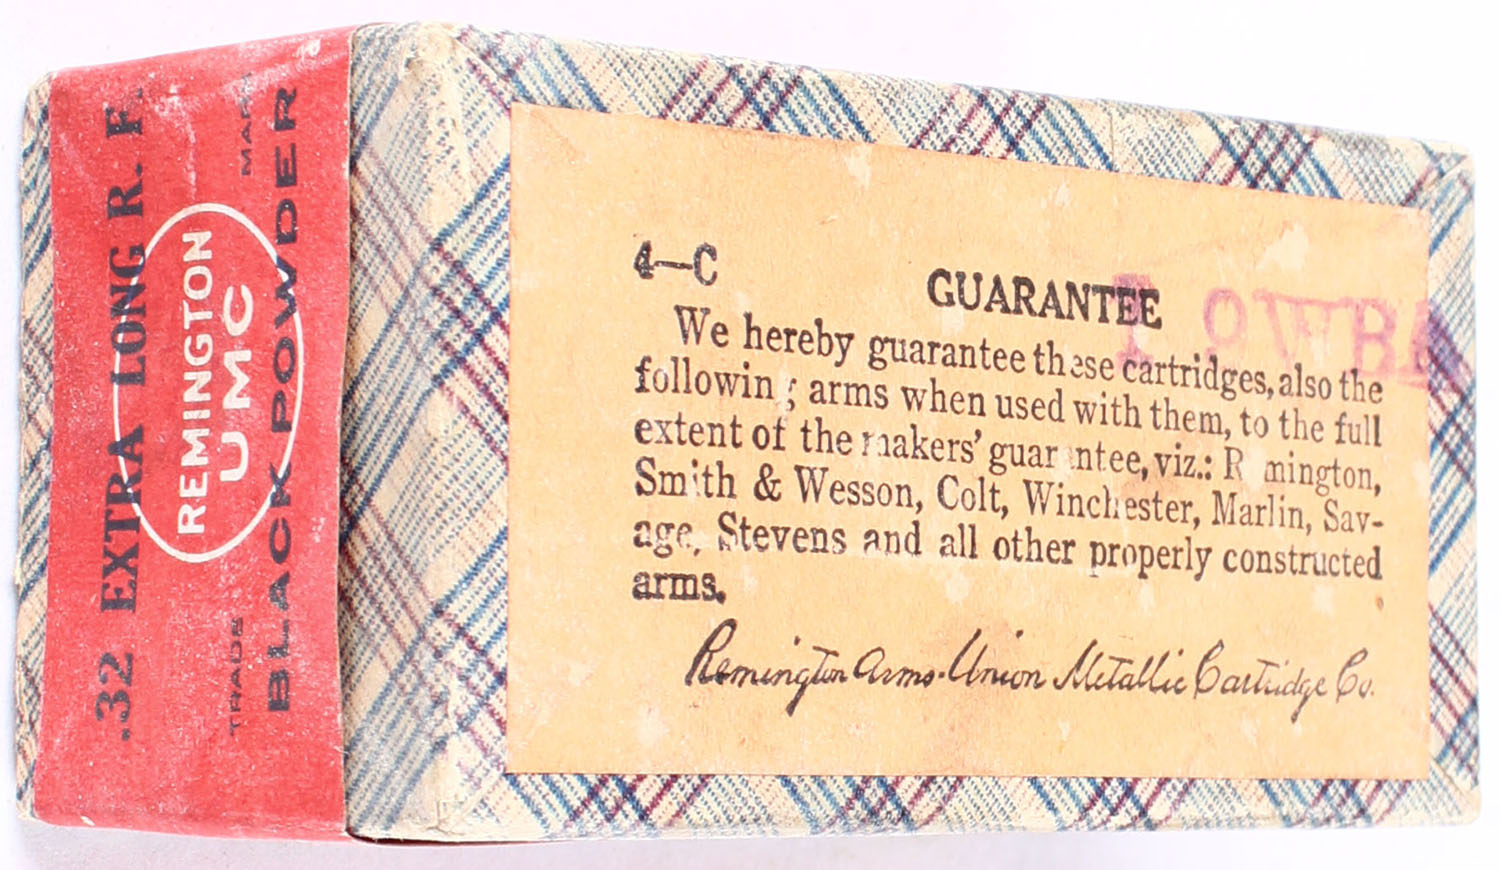 .32 EXTRA LONG R. F.
REMINGTON
UMC
TRADE MARK
BLACK POWDER
4—C
GUARANTEE
We hereby guarantee these cartridges, also the
following arms when used with them, to the full
extent of the makers' guarantee, viz.: Remington,
Smith & Wesson, Colt, Winchester, Marlin, Sav-
age, Stevens and all other properly constructed
arms.
Remington Arms-Union Metallic Cartridge Co.